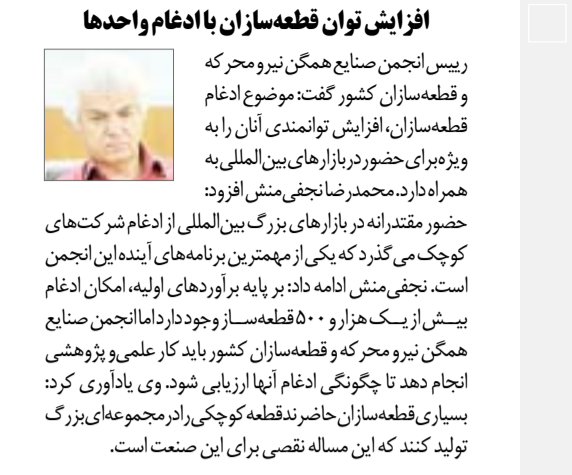 افزایش توان قطعه‌سازان با ادغام واحدها
رییس انجمن صنایع همگن نیرومحرکه
و قطعه‌سازان کشور گفت: موضوع ادغام
قطعه‌سازان، افزایش توانمندی آنان را به
ویژه برای حضور در بازارهای بین‌المللی به
همراه دارد. محمدرضا نجفی‌منش افزود:
حضور مقتدرانه در بازارهای بزرگ بین‌المللی از ادغام شرکت‌های
کوچک می‌گذرد که یکی از مهمترین برنامه‌های آینده این انجمن
است. نجفی‌منش ادامه داد: بر پایه برآوردهای اولیه، امکان ادغام
بیش از یک هزار و ۵۰۰ قطعه‌ساز وجود دارد اما انجمن صنایع
همگن نیرو محرکه و قطعه‌سازان کشور باید کار علمی و پژوهشی
انجام دهد تا چگونگی ادغام آنها ارزیابی شود. وی یادآوری کرد:
بسیاری قطعه‌سازان حاضرند قطعه کوچکی را در مجموعه‌ای بزرگ
تولید کنند که این مساله نقصی برای این صنعت است.